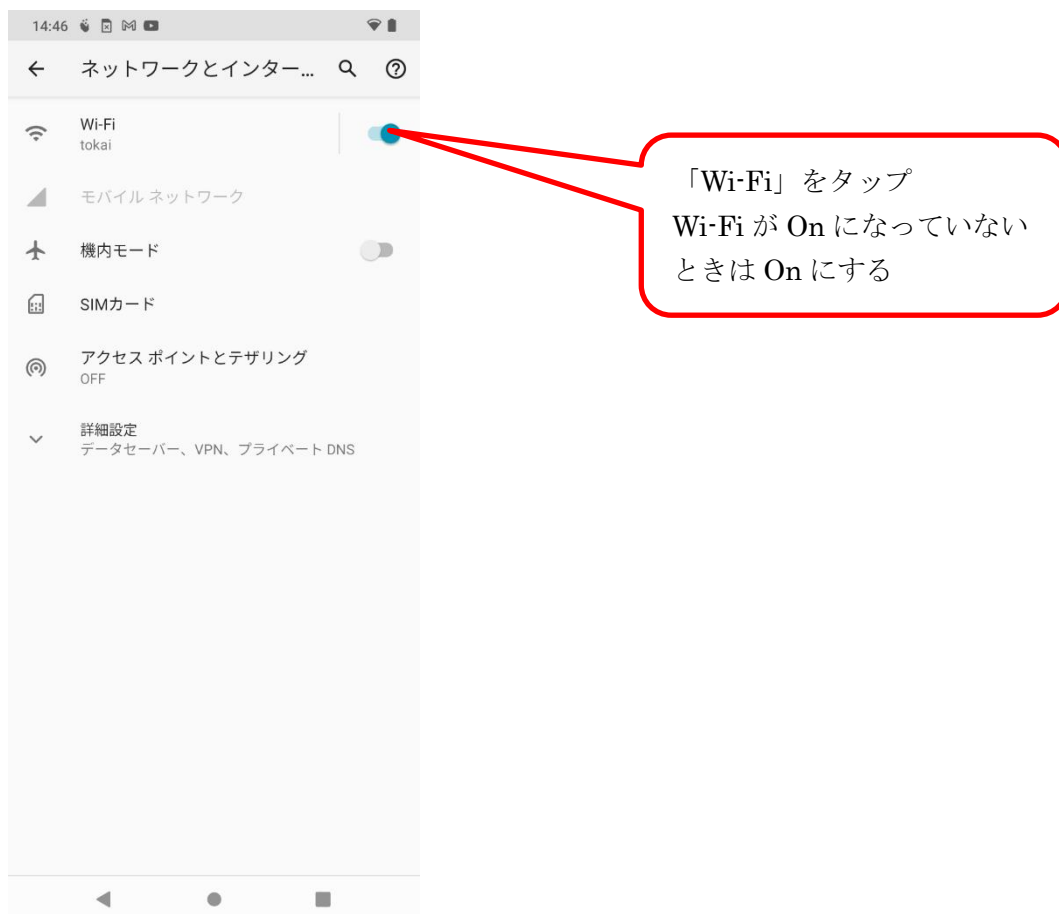 14:46
ネットワークとインター...
Wi-Fi
tokai
モバイル ネットワーク
機内モード
SIMカード
アクセス ポイントとテザリング
OFF
詳細設定
データセーバー、VPN、プライベート DNS
「Wi-Fi」をタップ
Wi-Fi が On になっていない
ときは On にする